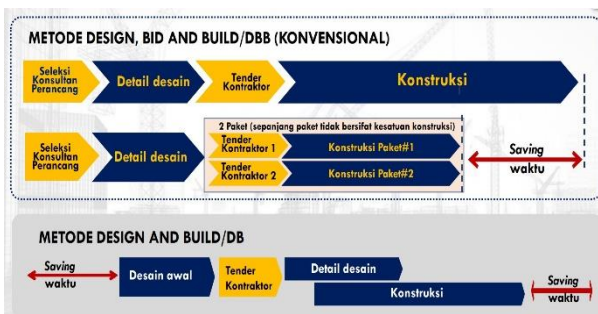 METODE DESIGN, BID AND BUILD/DBB (KONVENSIONAL)
Seleksi
Konsultan
Perancang
Detail desain
Tender
Kontraktor
Konstruksi
2 Paket (sepanjang paket tidak bersifat kesatuan konstruksi)
Seleksi
Konsultan
Perancang
Detail desain
Tender
Kontraktor 1
Konstruksi Paket#1
Tender
Kontraktor 2
Konstruksi Paket#2
Saving
waktu
METODE DESIGN AND BUILD/DB
Saving
waktu
Desain awal
Tender
Kontraktor
Detail desain
Konstruksi
Saving
waktu